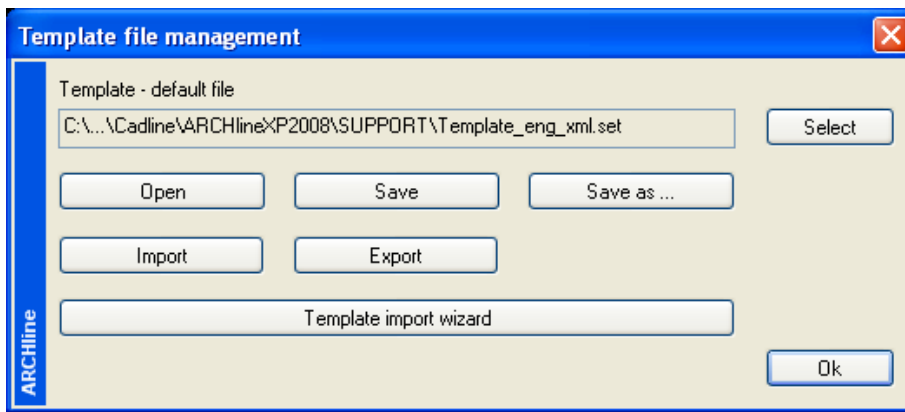 Template file management
Template - default file
C:\...\Cadline\ARCHlineXP2008\SUPPORT\Template_eng_xml.set
Select
Open
Save
Save as ...
Import
Export
Template import wizard
Ok
ARCHline